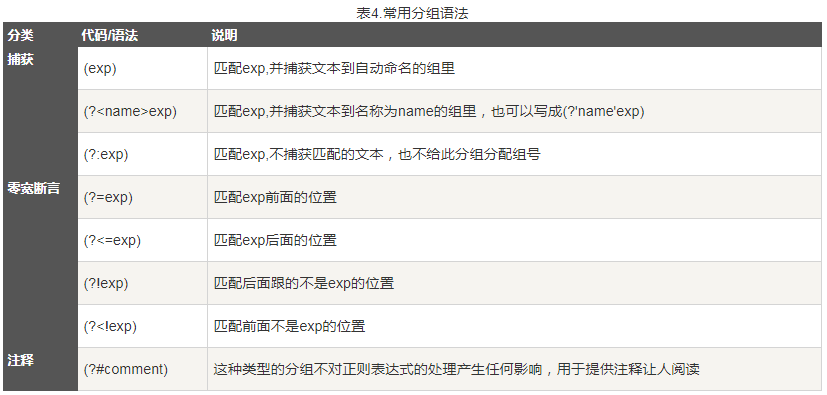 表4.常用分组语法
分类 代码/语法 说明
捕获 (exp) 匹配exp,并捕获文本到自动命名的组里
(?<name>exp) 匹配exp,并捕获文本到名称为name的组里，也可以写成(?'name'exp)
(?:exp) 匹配exp,不捕获匹配的文本，也不给此分组分配组号
零宽断言 (?=exp) 匹配exp前面的位置
(?<=exp) 匹配exp后面的位置
(?!exp) 匹配后面跟的不是exp的位置
(?<!exp) 匹配前面不是exp的位置
注释 (?#comment) 这种类型的分组不对正则表达式的处理产生任何影响，用于提供注释让人阅读